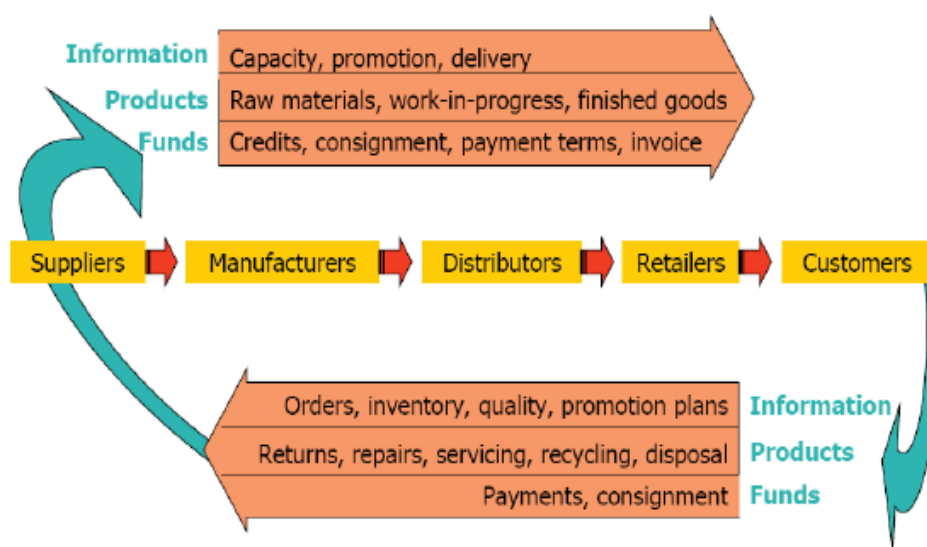 Information Capacity, promotion, delivery
Products Raw materials, work-in-progress, finished goods
Funds Credits, consignment, payment terms, invoice
Suppliers Manufacturers Distributors Retailers Customers
Orders, inventory, quality, promotion plans Information
Returns, repairs, servicing, recycling, disposal Products
Payments, consignment Funds